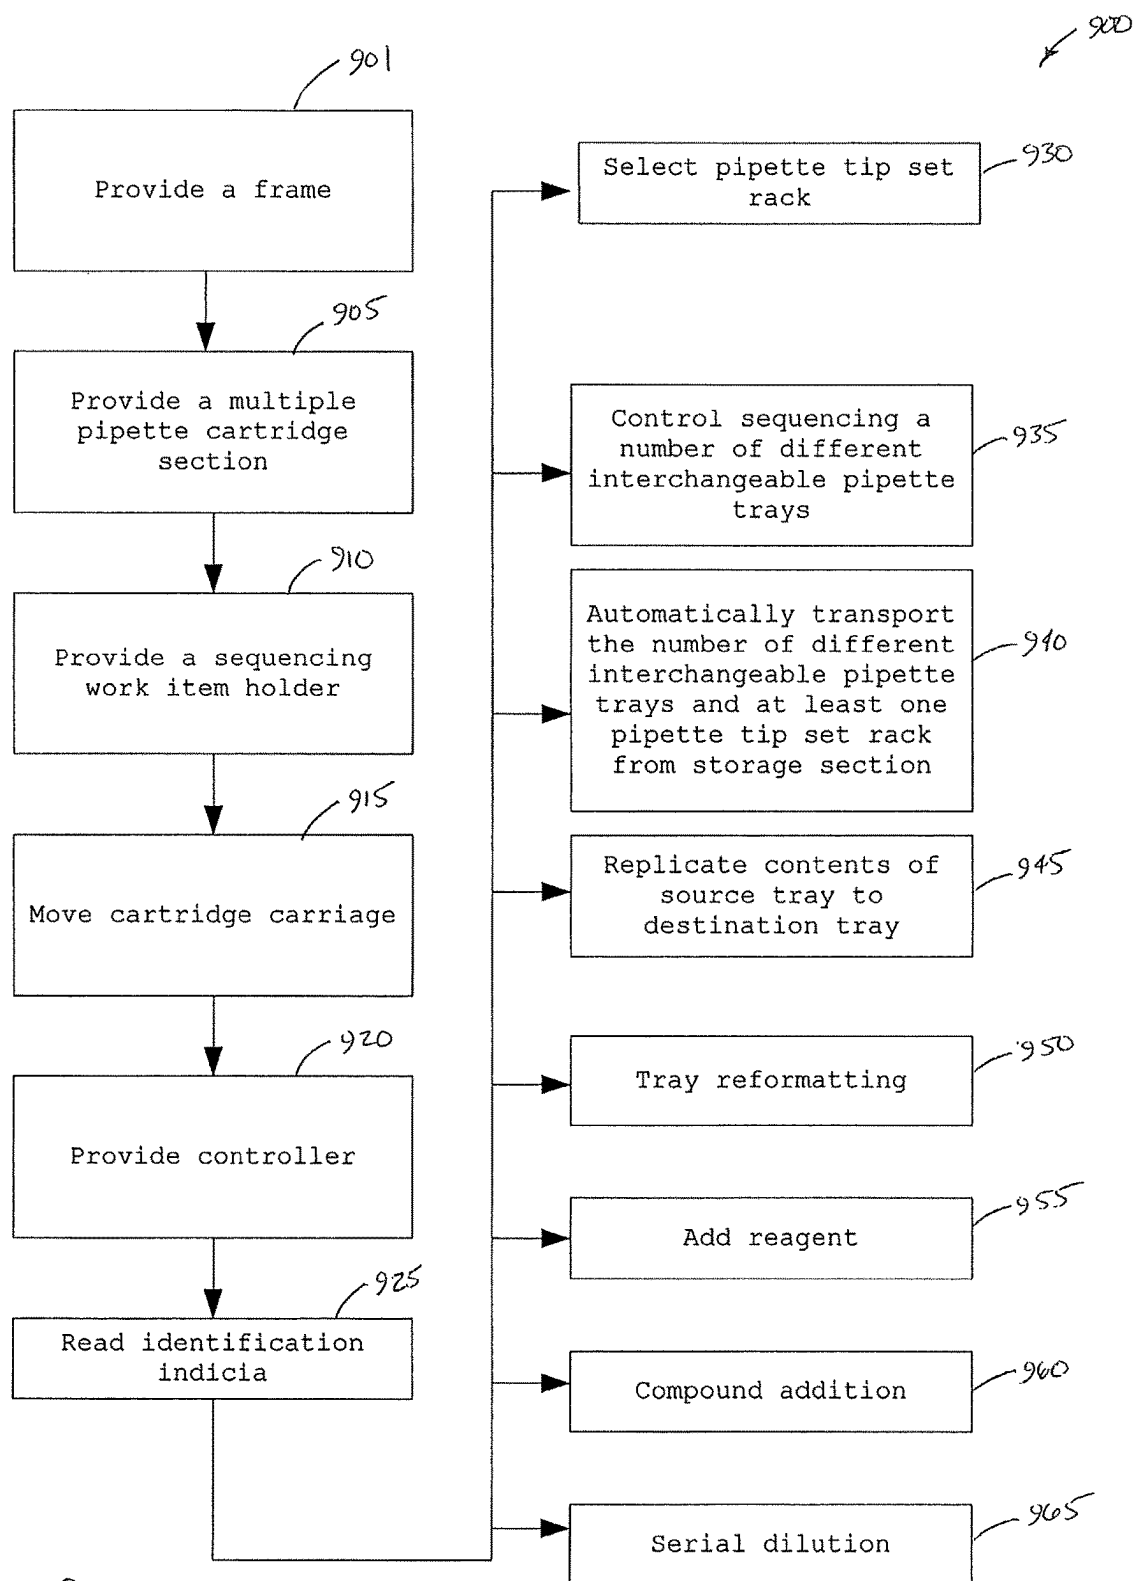 900
901
Provide a frame
905
Provide a multiple
pipette cartridge
section
910
Provide a sequencing
work item holder
915
Move cartridge carriage
920
Provide controller
925
Read identification
indicia
930
Select pipette tip set
rack
935
Control sequencing a
number of different
interchangeable pipette
trays
940
Automatically transport
the number of different
interchangeable pipette
trays and at least one
pipette tip set rack
from storage section
945
Replicate contents of
source tray to
destination tray
950
Tray reformatting
955
Add reagent
960
Compound addition
965
Serial dilution